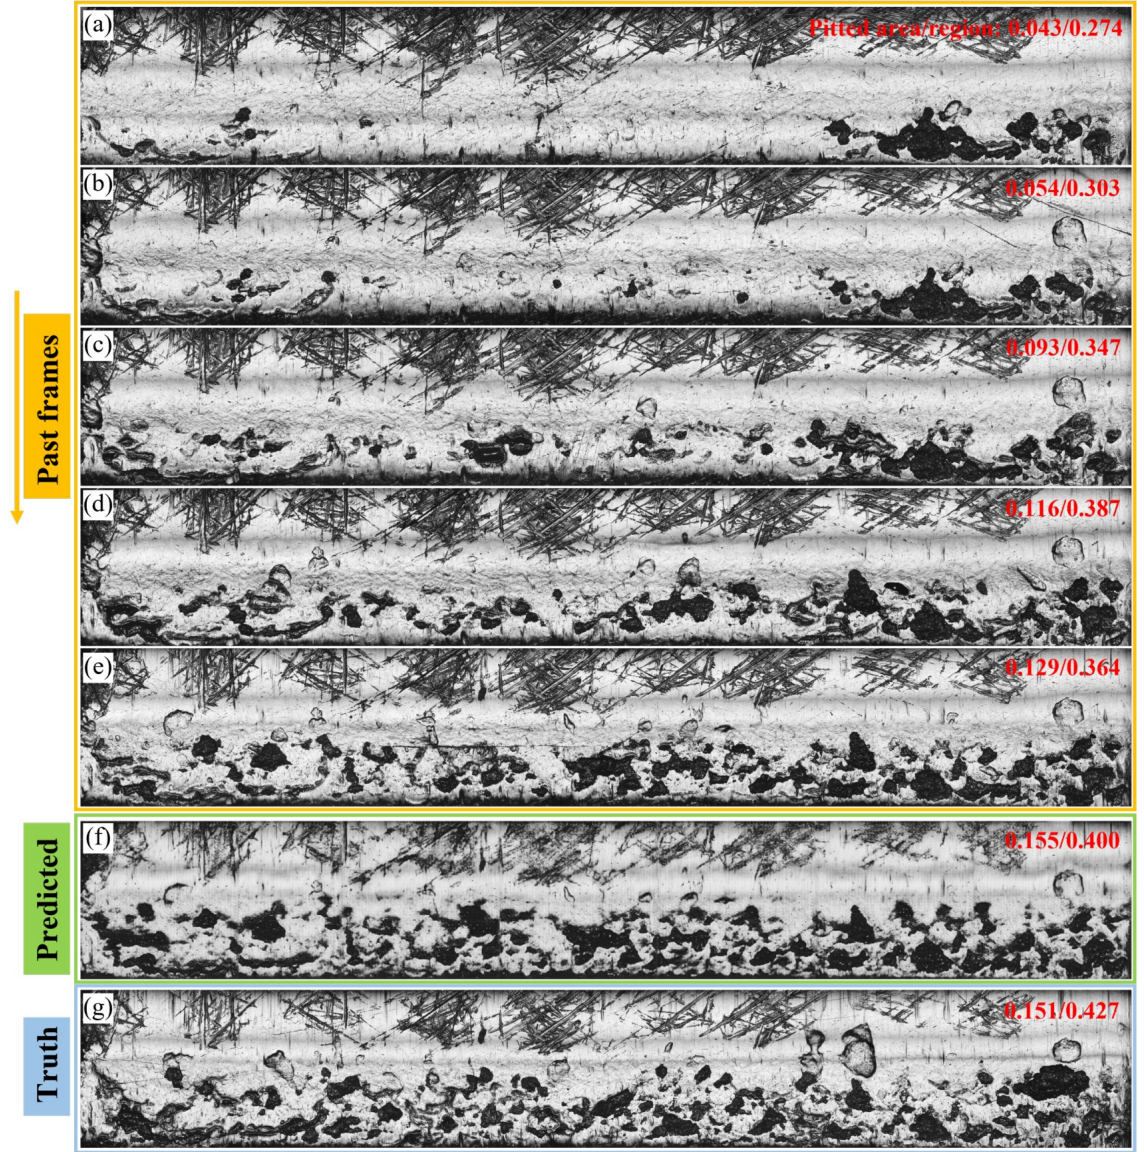 (a)
Pitted area/region: 0.043/0.274
(b)
0.054/0.303
(c)
0.093/0.347
(d)
0.116/0.387
(e)
0.129/0.364
Past frames
(f)
0.155/0.400
Predicted
(g)
0.151/0.427
Truth